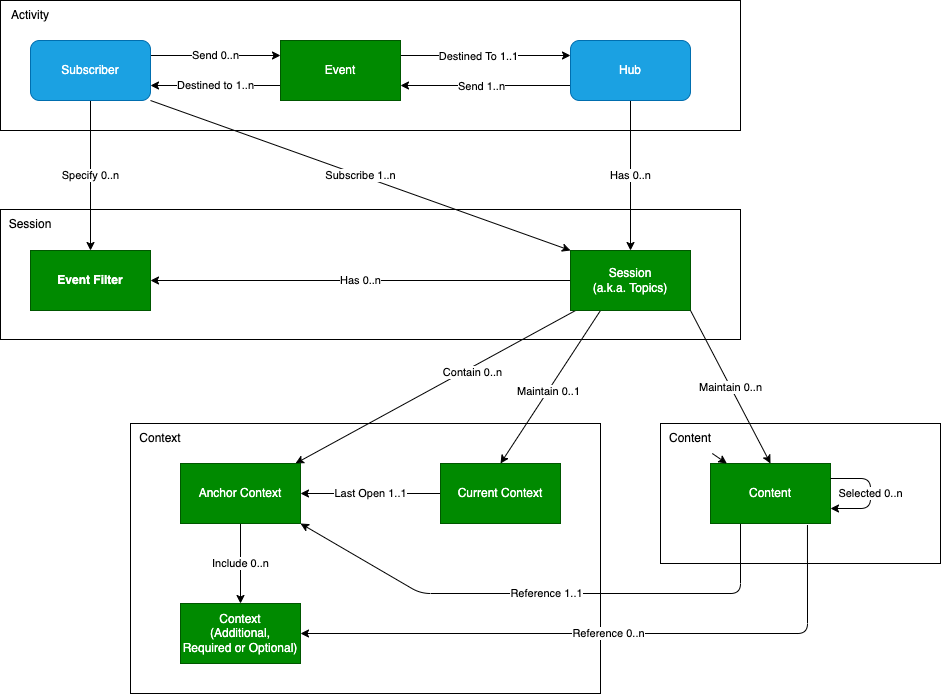 Activity
Send 0..n
Subscriber
Event
Destined To 1..1
Hub
Destined to 1..n
Send 1..n
Specify 0..n
Subscribe 1..n
Has 0..n
Session
Event Filter
Has 0..n
Session
(a.k.a. Topics)
Contain 0..n
Maintain 0..1
Maintain 0..n
Context
Content
Anchor Context
Last Open 1..1
Current Context
Content
Selected 0..n
Include 0..n
Reference 1..1
Context
(Additional,
Required or Optional)
Reference 0..n